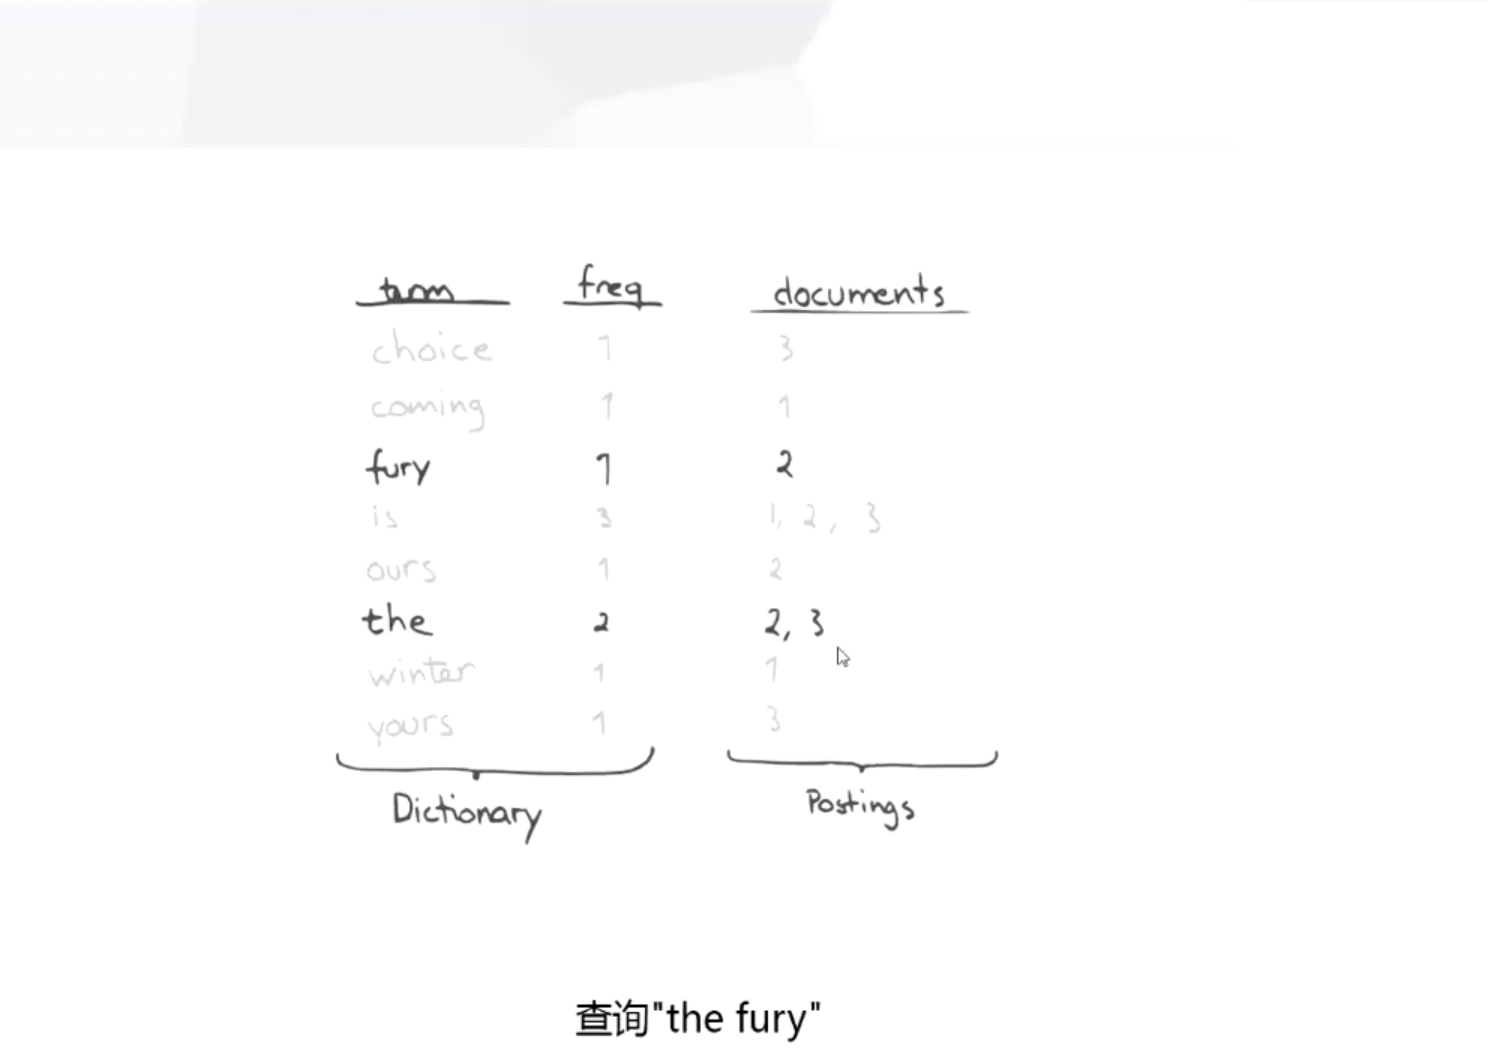 term freq documents
choice 1 3
coming 1 1
fury 1 2
is 3 1, 2, 3
ours 1 2
the 2 2, 3
winter 1 1
yours 1 3
Dictionary Postings
查询"the fury"